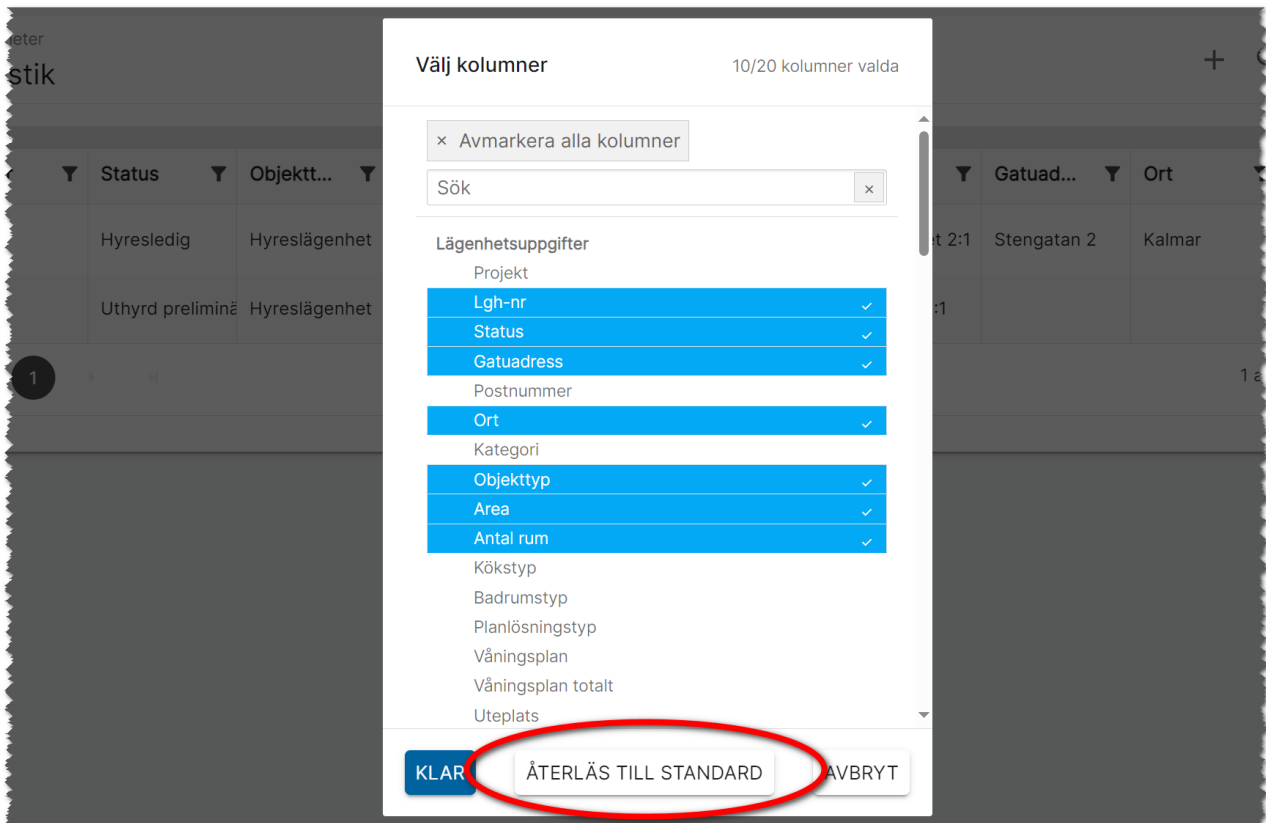 eter
stik
Välj kolumner
10/20 kolumner valda
× Avmarkera alla kolumner
Sök
Status Objektt... Gatuad... Ort
Hyresledig Hyreslägenhet et 2:1 Stengatan 2 Kalmar
Uthyrd preliminä Hyreslägenhet :1
1
1 a
Lägenhetsuppgifter
Projekt
Lgh-nr
Status
Gatuadress
Postnummer
Ort
Kategori
Objekttyp
Area
Antal rum
Kökstyp
Badrumstyp
Planlösningstyp
Våningsplan
Våningsplan totalt
Uteplats
KLAR ÅTERLÄS TILL STANDARD AVBRYT